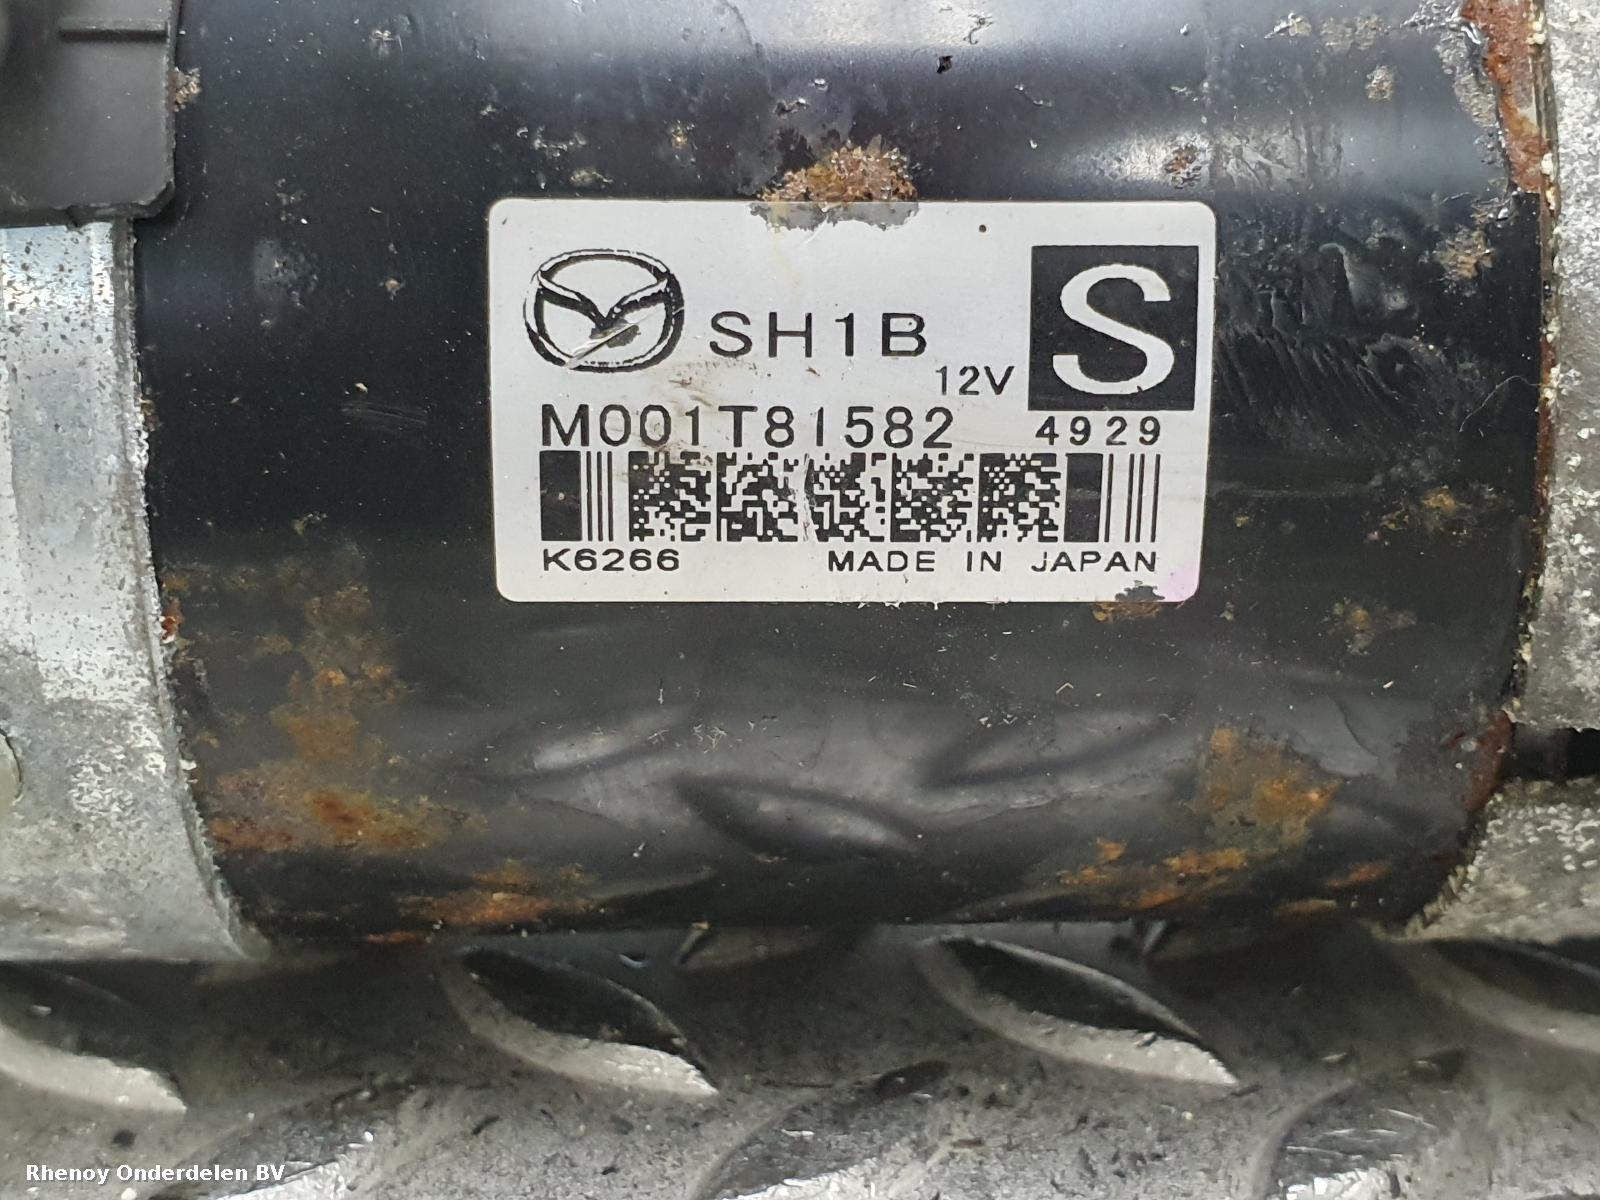 SH1B
S
12V
M001T81582
4929
K6266 MADE IN JAPAN
Rhenoy Onderdelen BV